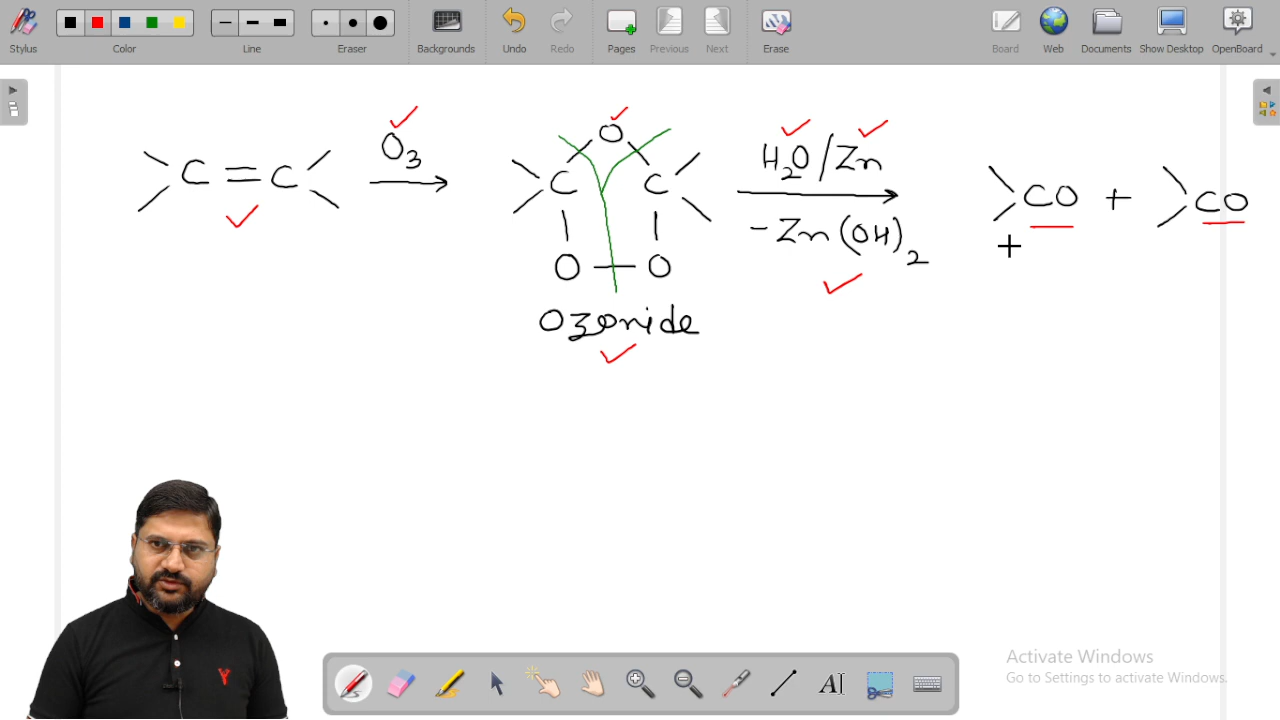 Stylus Color Line Eraser Backgrounds Undo Redo Pages Previous Next Erase Board Web Documents Show Desktop OpenBoard
>C=C<
O3
O
C C
O—O
Ozonide
H2O/Zn
-Zn(OH)2
>CO + >CO
+
Y
AI
Activate Windows
Go to Settings to activate Windows.